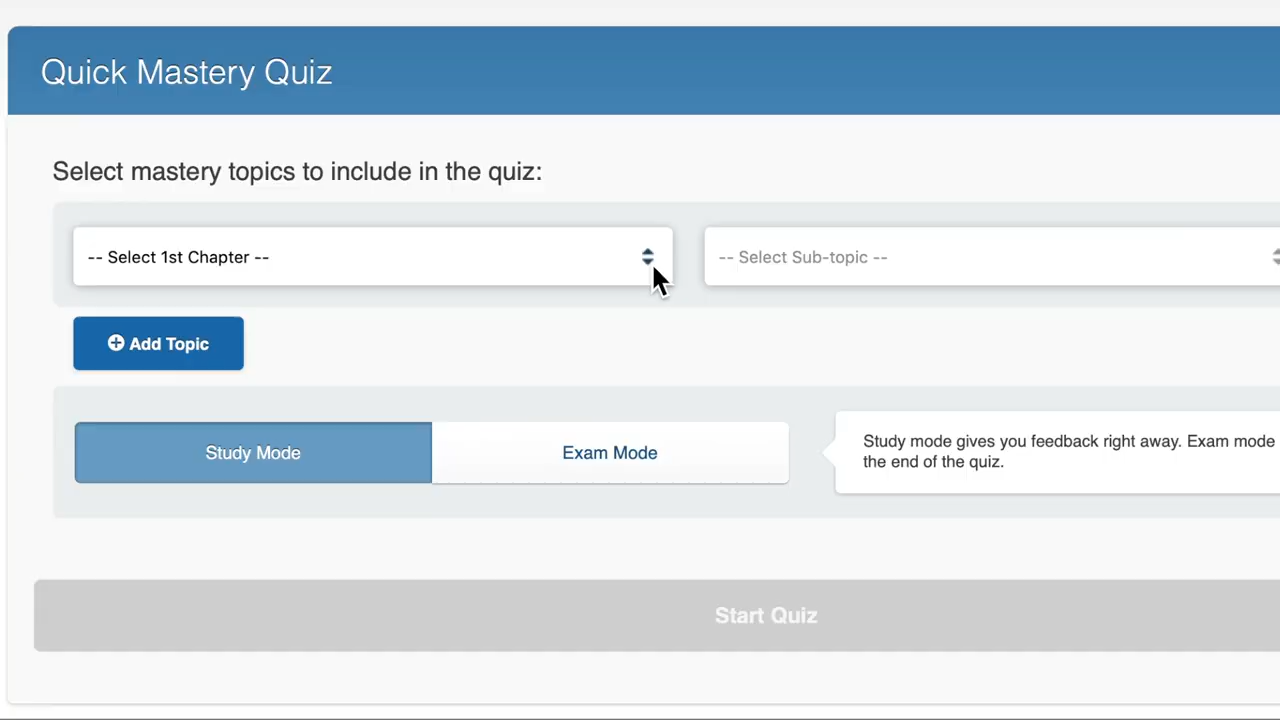 Quick Mastery Quiz
Select mastery topics to include in the quiz:
-- Select 1st Chapter --
-- Select Sub-topic --
Add Topic
Study Mode
Exam Mode
Study mode gives you feedback right away. Exam mode
the end of the quiz.
Start Quiz